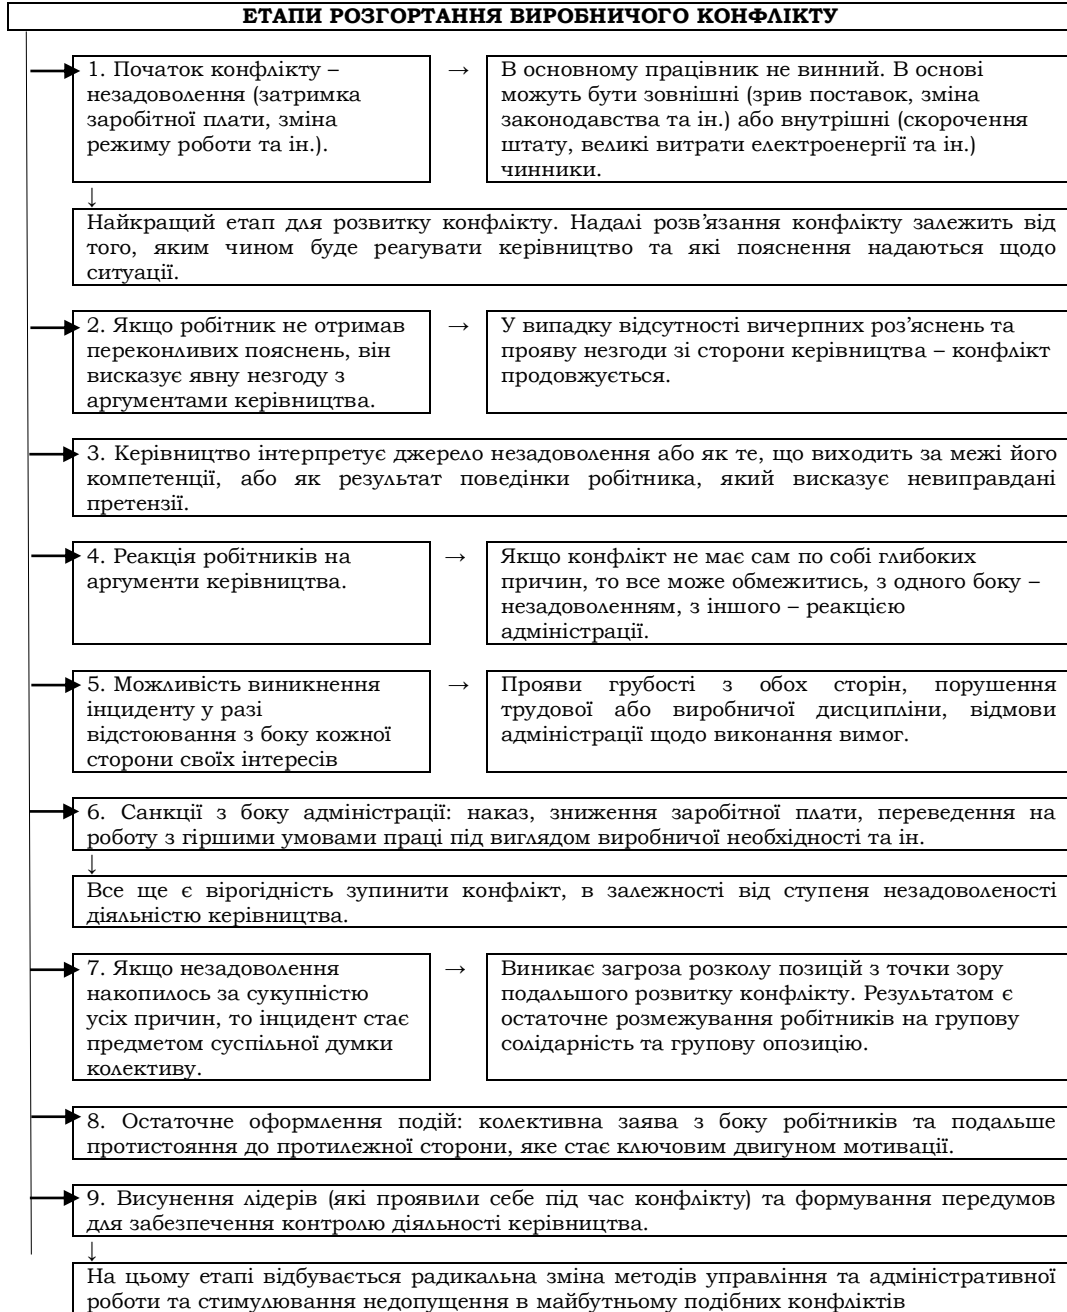 ЕТАПИ РОЗГОРТАННЯ ВИРОБНИЧОГО КОНФЛІКТУ
1. Початок конфлікту –
незадоволення (затримка
заробітної плати, зміна
режиму роботи та ін.).
→
В основному працівник не винний. В основі
можуть бути зовнішні (зрив поставок, зміна
законодавства та ін.) або внутрішні (скорочення
штату, великі витрати електроенергії та ін.)
чинники.
↓
Найкращий етап для розвитку конфлікту. Надалі розв’язання конфлікту залежить від
того, яким чином буде реагувати керівництво та які пояснення надаються щодо
ситуації.
2. Якщо робітник не отримав
переконливих пояснень, він
висказує явну незгоду з
аргументами керівництва.
→
У випадку відсутності вичерпних роз’яснень та
прояву незгоди зі сторони керівництва – конфлікт
продовжується.
3. Керівництво інтерпретує джерело незадоволення або як те, що виходить за межі його
компетенції, або як результат поведінки робітника, який висказує невиправдані
претензії.
4. Реакція робітників на
аргументи керівництва.
→
Якщо конфлікт не має сам по собі глибоких
причин, то все може обмежитись, з одного боку –
незадоволенням, з іншого – реакцією
адміністрації.
5. Можливість виникнення
інциденту у разі
відстоювання з боку кожної
сторони своїх інтересів
→
Прояви грубості з обох сторін, порушення
трудової або виробничої дисципліни, відмови
адміністрації щодо виконання вимог.
6. Санкції з боку адміністрації: наказ, зниження заробітної плати, переведення на
роботу з гіршими умовами праці під виглядом виробничої необхідності та ін.
↓
Все ще є вірогідність зупинити конфлікт, в залежності від ступеня незадоволеності
діяльністю керівництва.
7. Якщо незадоволення
накопилось за сукупністю
усіх причин, то інцидент стає
предметом суспільної думки
колективу.
→
Виникає загроза розколу позицій з точки зору
подальшого розвитку конфлікту. Результатом є
остаточне розмежування робітників на групову
солідарність та групову опозицію.
8. Остаточне оформлення подій: колективна заява з боку робітників та подальше
протистояння до протилежної сторони, яке стає ключовим двигуном мотивації.
9. Висунення лідерів (які проявили себе під час конфлікту) та формування передумов
для забезпечення контролю діяльності керівництва.
↓
На цьому етапі відбувається радикальна зміна методів управління та адміністративної
роботи та стимулювання недопущення в майбутньому подібних конфліктів